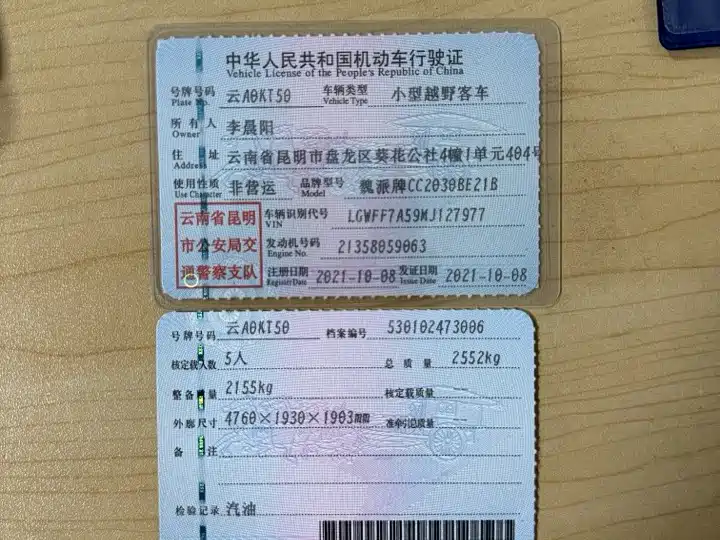 中华人民共和国机动车行驶证
Vehicle License of the People's Republic of China
号牌号码 云A0KT50 车辆类型 小型越野客车
Plate No. Vehicle Type
所有人 李晨阳
Owner
住址 云南省昆明市盘龙区葵花公社4幢1单元404号
Address
使用性质 非营运 品牌型号 魏派牌CC2030BE21B
Use Character Model
云南省昆明 车辆识别代号 LGWFF7A59MJ127977
VIN
市公安局交 发动机号码 21358059063
Engine No.
通警察支队 注册日期 2021-10-08 发证日期 2021-10-08
Register Date Issue Date
号牌号码 云A0KT50 档案编号 530102473006
核定载人数 5人 总质量 2552kg
整备质量 2155kg 核定载质量
外廓尺寸 4760×1930×1903mm 准牵引总质量
备注
检验记录 汽油